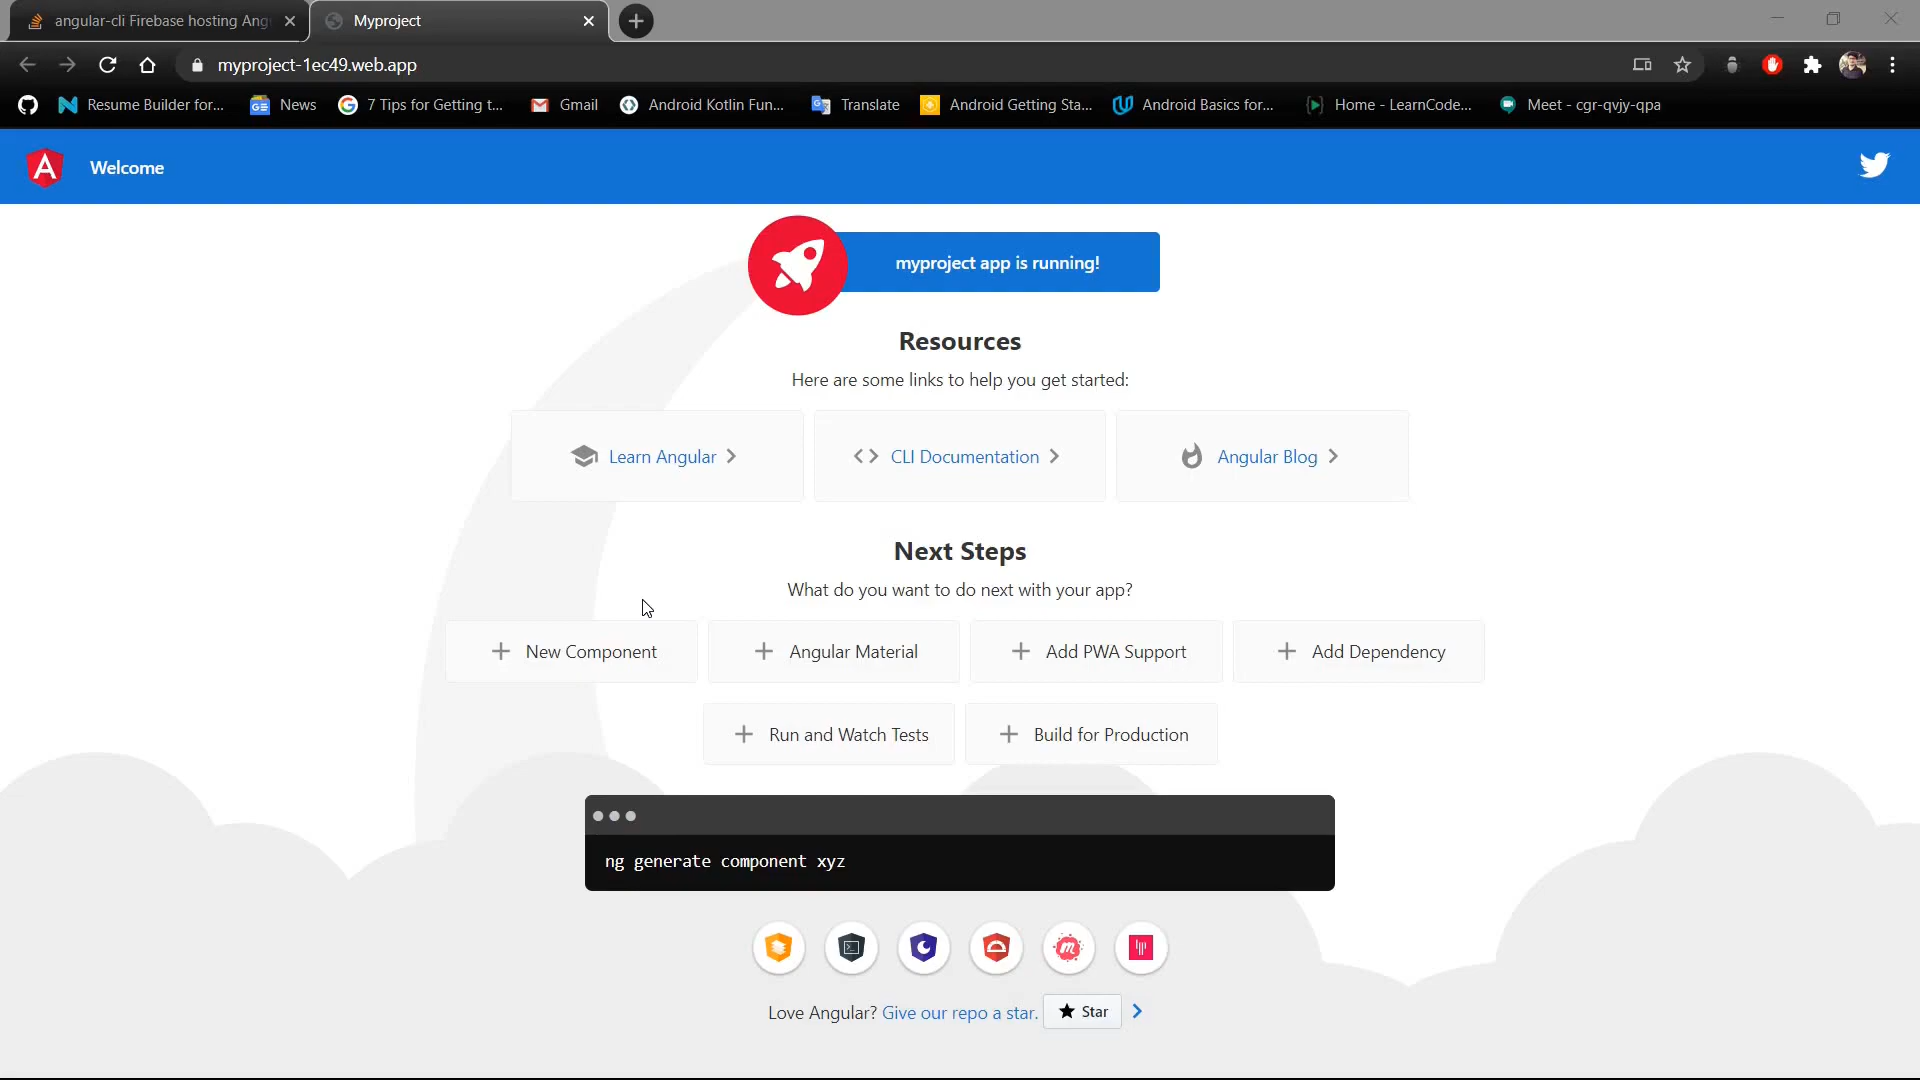 angular-cli Firebase hosting Ang
Myproject
myproject-1ec49.web.app
Resume Builder for...
News
7 Tips for Getting t...
Gmail
Android Kotlin Fun...
Translate
Android Getting Sta...
Android Basics for...
Home - LearnCode...
Meet - cgr-qvjy-qpa
Welcome
myproject app is running!
Resources
Here are some links to help you get started:
Learn Angular
CLI Documentation
Angular Blog
Next Steps
What do you want to do next with your app?
New Component
Angular Material
Add PWA Support
Add Dependency
Run and Watch Tests
Build for Production
ng generate component xyz
Love Angular? Give our repo a star. Star